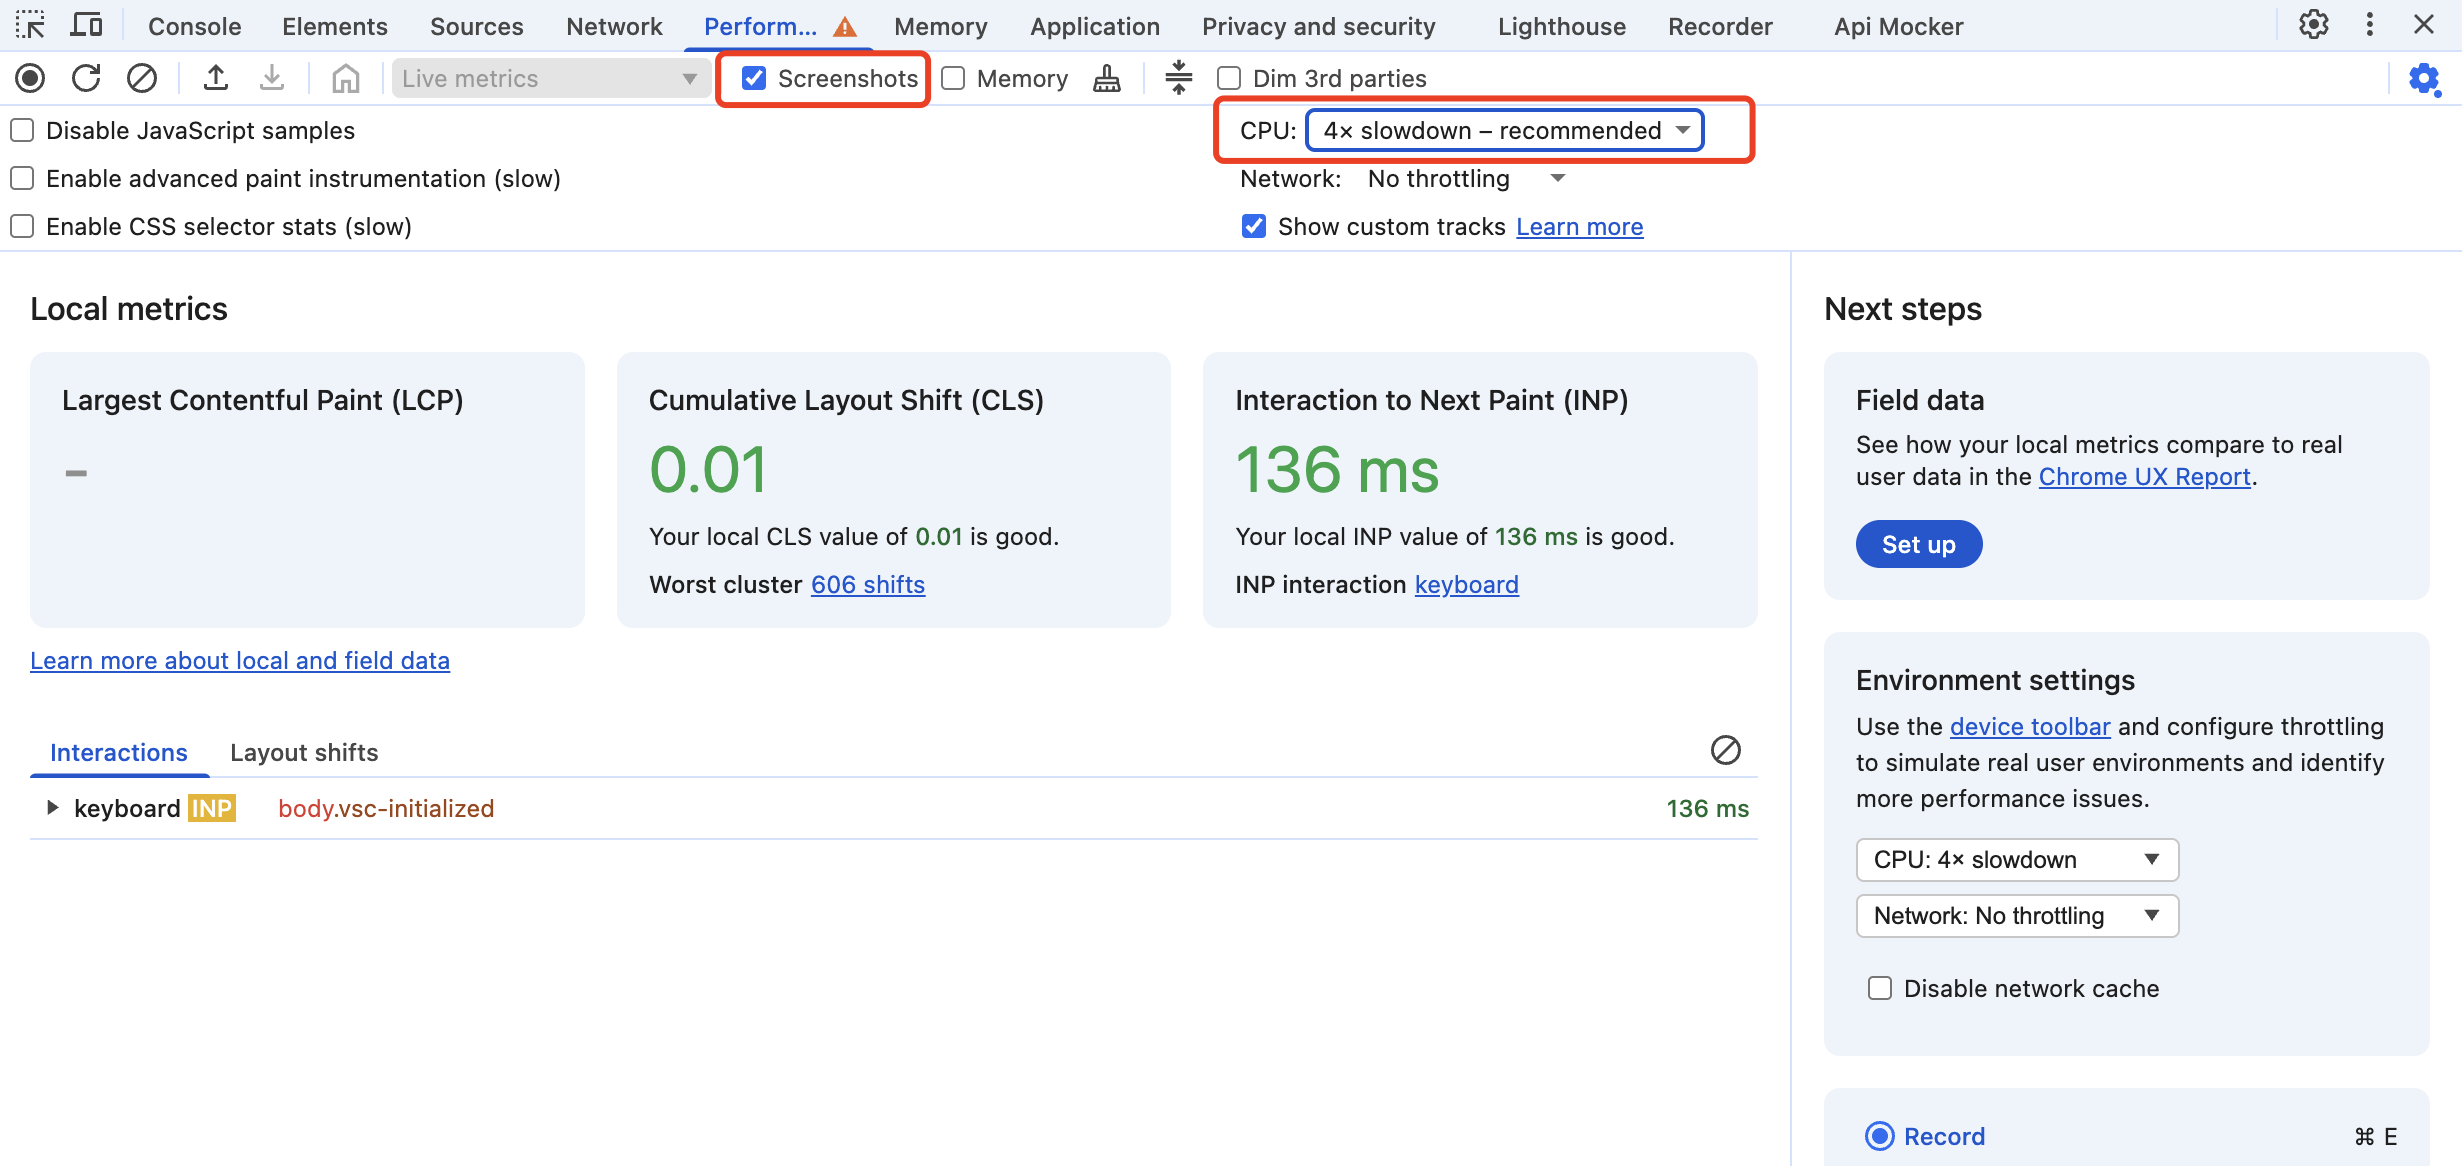 Console Elements Sources Network Perform... Memory Application Privacy and security Lighthouse Recorder Api Mocker
Live metrics Screenshots Memory Dim 3rd parties
Disable JavaScript samples
CPU: 4× slowdown – recommended
Enable advanced paint instrumentation (slow)
Network: No throttling
Enable CSS selector stats (slow)
Show custom tracks Learn more
Local metrics
Largest Contentful Paint (LCP)
–
Cumulative Layout Shift (CLS)
0.01
Your local CLS value of 0.01 is good.
Worst cluster 606 shifts
Interaction to Next Paint (INP)
136 ms
Your local INP value of 136 ms is good.
INP interaction keyboard
Learn more about local and field data
Interactions Layout shifts
keyboard INP body.vsc-initialized 136 ms
Next steps
Field data
See how your local metrics compare to real
user data in the Chrome UX Report.
Set up
Environment settings
Use the device toolbar and configure throttling
to simulate real user environments and identify
more performance issues.
CPU: 4× slowdown
Network: No throttling
Disable network cache
Record ⌘ E